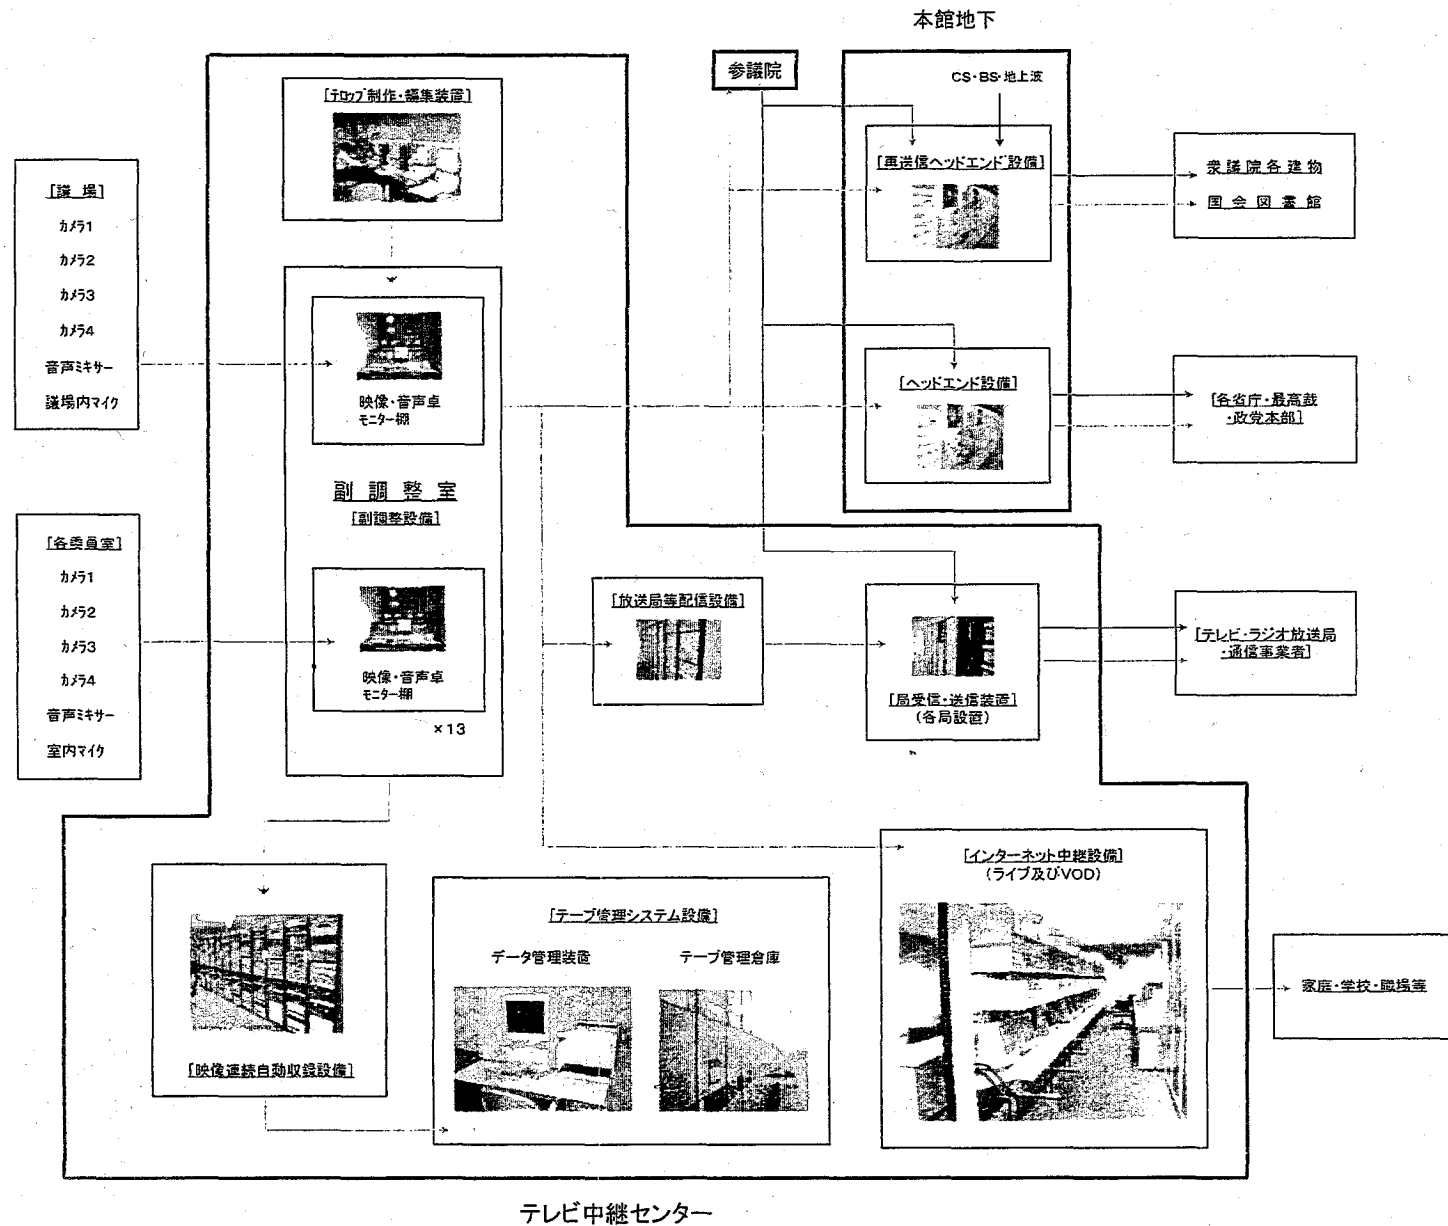 本館地下
参議院
CS・BS・地上波
[テロップ制作・編集装置]
[再送信ヘッドエンド設備]
衆議院各建物
国会図書館
[議 場]
カメラ1
カメラ2
カメラ3
カメラ4
音声ミキサー
議場内マイク
映像・音声卓
モニター棚
[ヘッドエンド設備]
[各省庁・最高裁
・政党本部]
副 調 整 室
[副調整設備]
[各委員室]
カメラ1
カメラ2
カメラ3
カメラ4
音声ミキサー
室内マイク
映像・音声卓
モニター棚
×13
[放送局等配信設備]
[局受信・送信装置]
(各局設置)
[テレビ・ラジオ放送局
・通信事業者]
[映像連続自動収録設備]
[テープ管理システム設備]
データ管理装置
テープ管理倉庫
[インターネット中継設備]
(ライブ及びVOD)
家庭・学校・職場等
テレビ中継センター